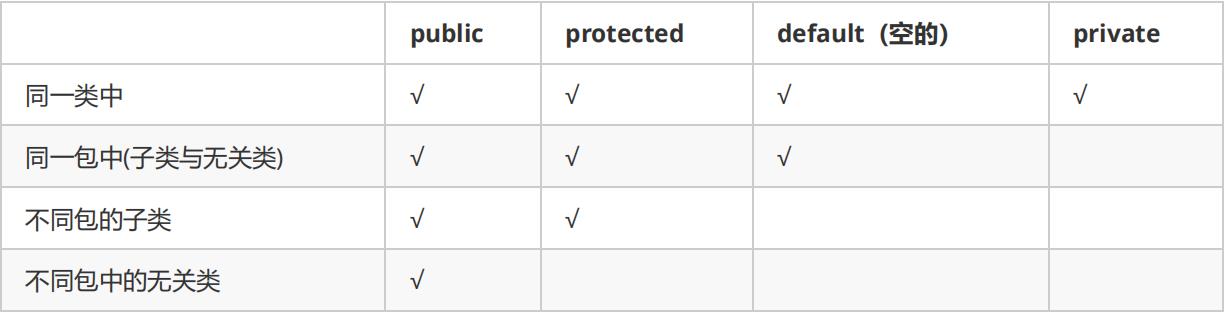 public protected default（空的） private
同一类中 √ √ √ √
同一包中(子类与无关类) √ √ √
不同包的子类 √ √
不同包中的无关类 √